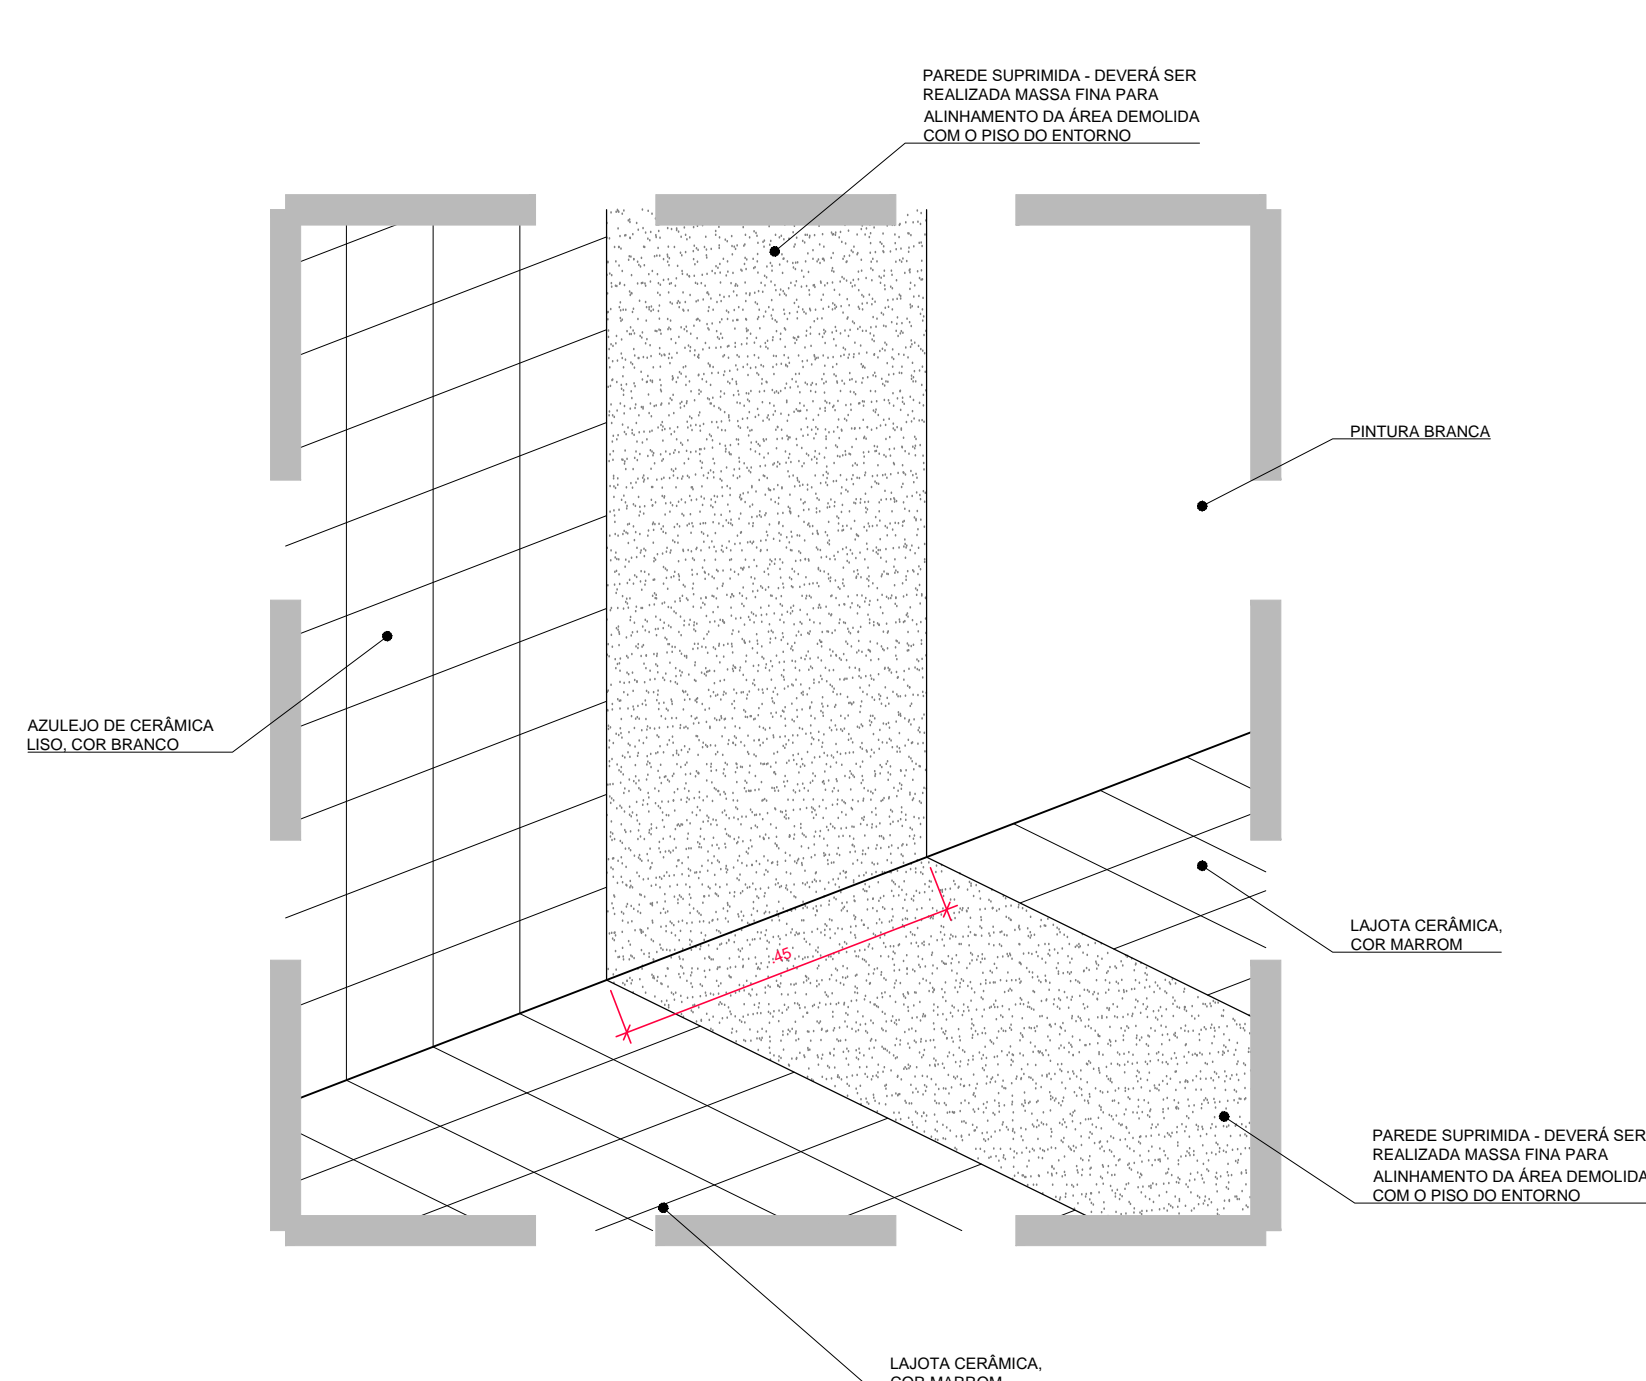 PAREDE SUPRIMIDA - DEVERÁ SER
REALIZADA MASSA FINA PARA
ALINHAMENTO DA ÁREA DEMOLIDA
COM O PISO DO ENTORNO
PINTURA BRANCA
AZULEJO DE CERÂMICA
LISO, COR BRANCO
LAJOTA CERÂMICA,
COR MARROM
.45
PAREDE SUPRIMIDA - DEVERÁ SER
REALIZADA MASSA FINA PARA
ALINHAMENTO DA ÁREA DEMOLIDA
COM O PISO DO ENTORNO
LAJOTA CERÂMICA,
COR MARROM